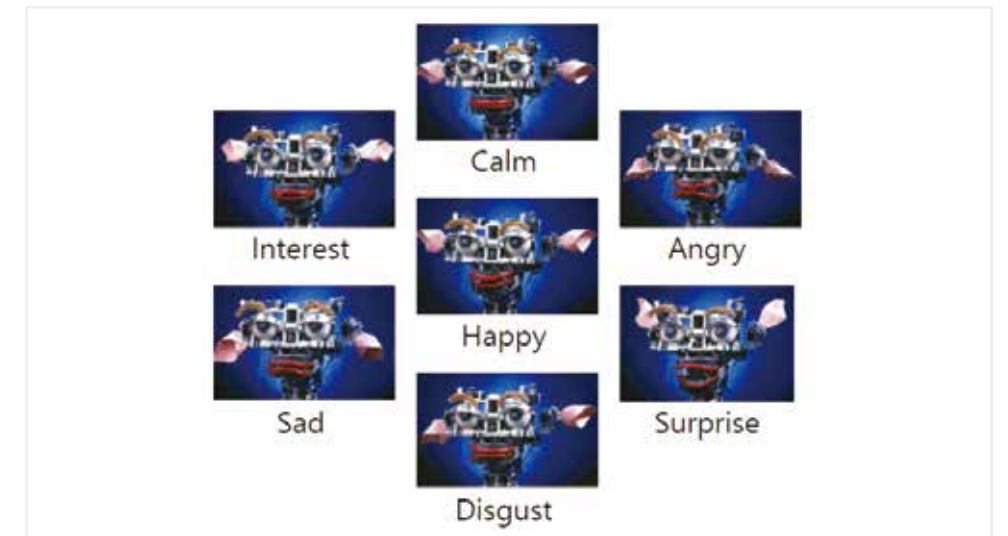 Calm
Interest
Angry
Happy
Sad
Surprise
Disgust